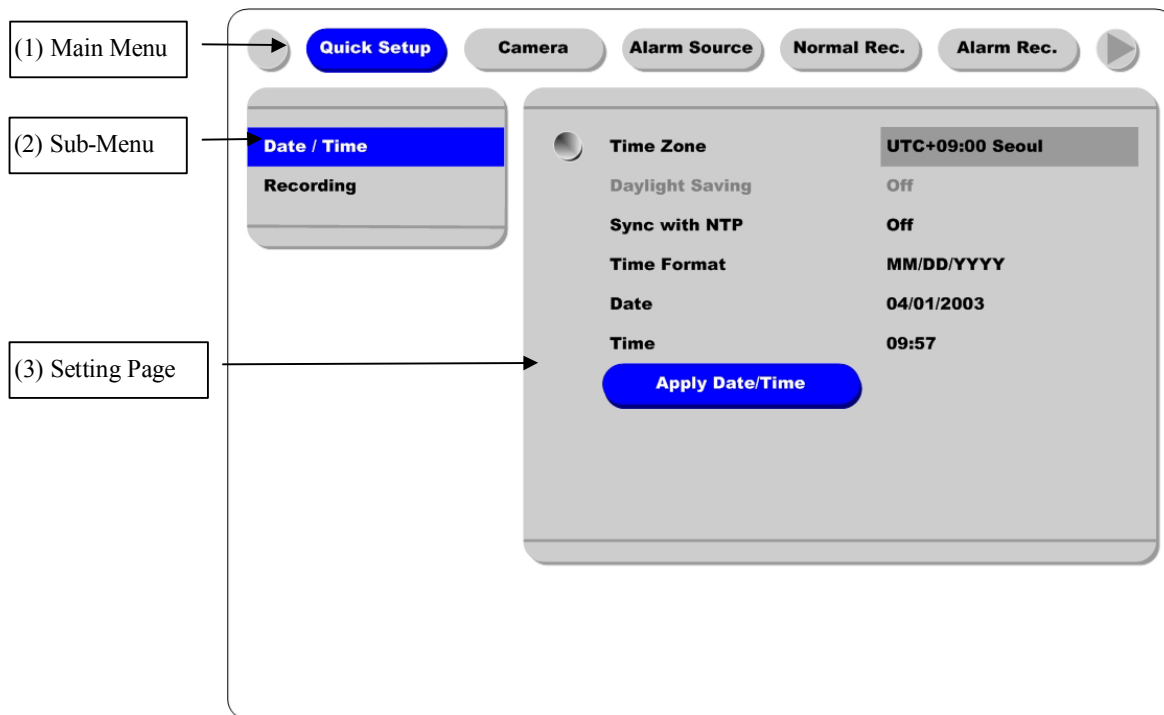 (1) Main Menu
Quick Setup
Camera
Alarm Source
Normal Rec.
Alarm Rec.
(2) Sub-Menu
Date / Time
Recording
(3) Setting Page
Time Zone UTC+09:00 Seoul
Daylight Saving Off
Sync with NTP Off
Time Format MM/DD/YYYY
Date 04/01/2003
Time 09:57
Apply Date/Time